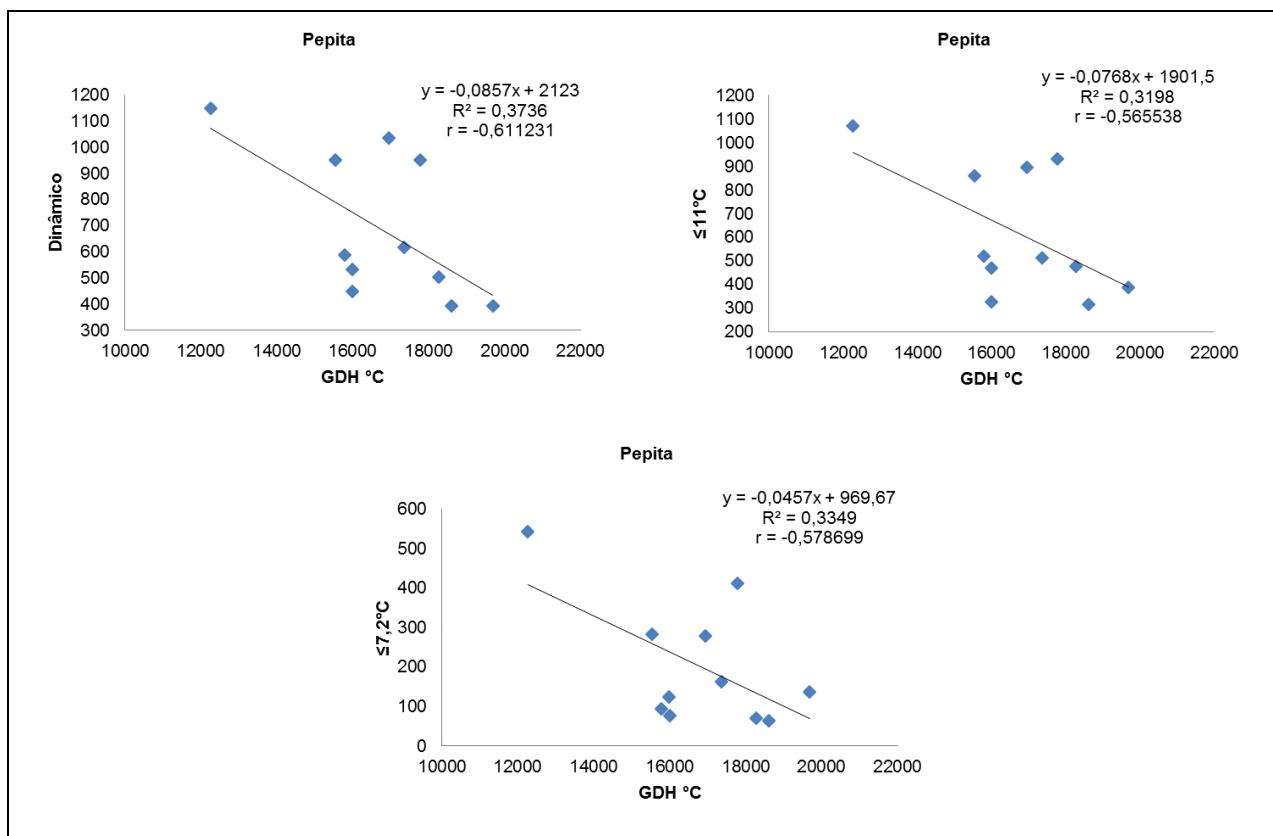 Pepita
y = -0,0857x + 2123
R² = 0,3736
r = -0,611231
Dinâmico
1200
1100
1000
900
800
700
600
500
400
300
10000 12000 14000 16000 18000 20000 22000
GDH °C
Pepita
y = -0,0768x + 1901,5
R² = 0,3198
r = -0,565538
≤11°C
1200
1100
1000
900
800
700
600
500
400
300
200
10000 12000 14000 16000 18000 20000 22000
GDH °C
Pepita
y = -0,0457x + 969,67
R² = 0,3349
r = -0,578699
≤7,2°C
600
500
400
300
200
100
0
10000 12000 14000 16000 18000 20000 22000
GDH °C